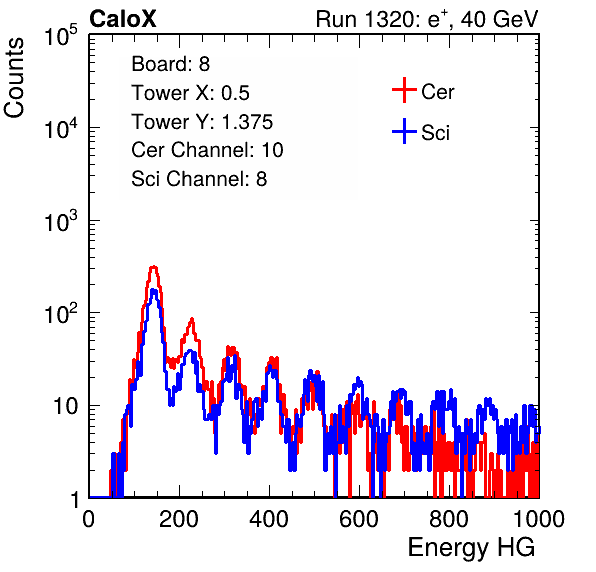 CaloX Run 1320: e⁺, 40 GeV
Counts
Board: 8
Tower X: 0.5
Tower Y: 1.375
Cer Channel: 10
Sci Channel: 8
Cer
Sci
10⁵
10⁴
10³
10²
10
1
0 200 400 600 800 1000
Energy HG